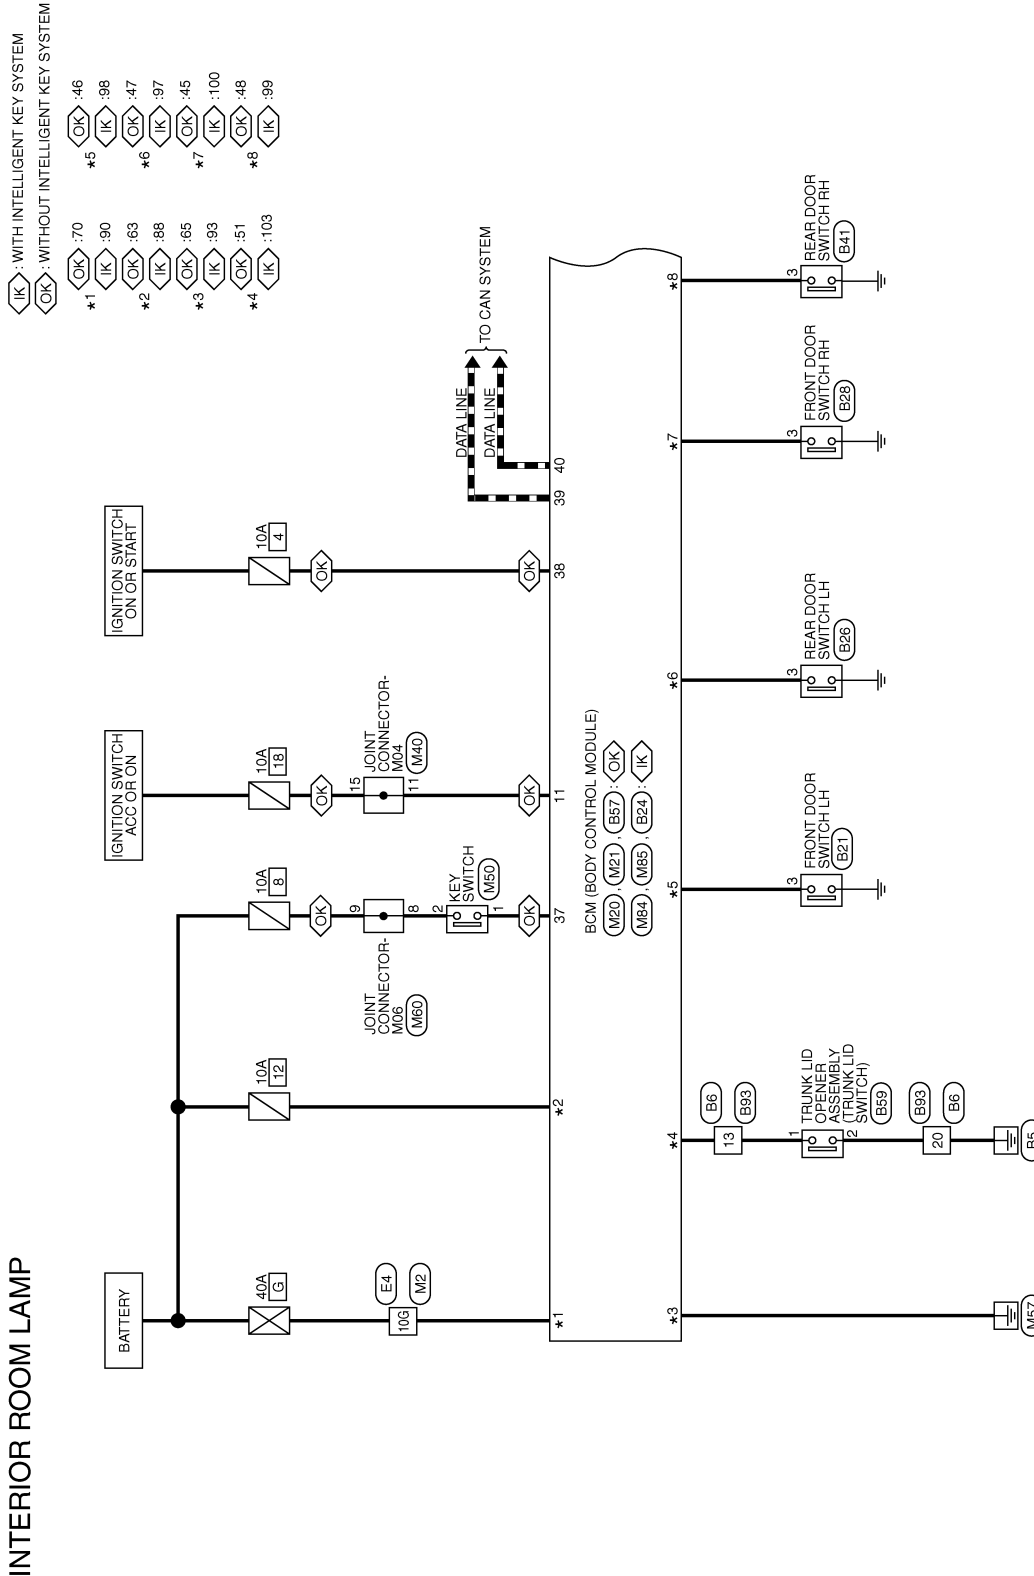 INTERIOR ROOM LAMP
IK : WITH INTELLIGENT KEY SYSTEM
OK : WITHOUT INTELLIGENT KEY SYSTEM
*1 OK :70
IK :90
*2 OK :63
IK :88
*3 OK :65
IK :93
*4 OK :51
IK :103
*5 OK :46
IK :98
*6 OK :47
IK :97
*7 OK :45
IK :100
*8 OK :48
IK :99
BATTERY
IGNITION SWITCH
ACC OR ON
IGNITION SWITCH
ON OR START
40A
G
10A
12
10A
8
10A
18
10A
4
OK
OK
OK
E4
10G
M2
JOINT
CONNECTOR-
M06
M60
9
8
KEY
SWITCH
M50
2
1
JOINT
CONNECTOR-
M04
M40
15
11
DATA LINE
DATA LINE
TO CAN SYSTEM
OK
OK
OK
*1
*2
37
11
38
39
40
BCM (BODY CONTROL MODULE)
M20 , M21 , B57 : OK
M84 , M85 , B24 : IK
*3
*4
*5
*6
*7
*8
13
B6
B93
1
2
TRUNK LID
OPENER
ASSEMBLY
(TRUNK LID
SWITCH)
B59
20
B93
B6
3
FRONT DOOR
SWITCH LH
B21
3
REAR DOOR
SWITCH LH
B26
3
FRONT DOOR
SWITCH RH
B28
3
REAR DOOR
SWITCH RH
B41
M57
B5